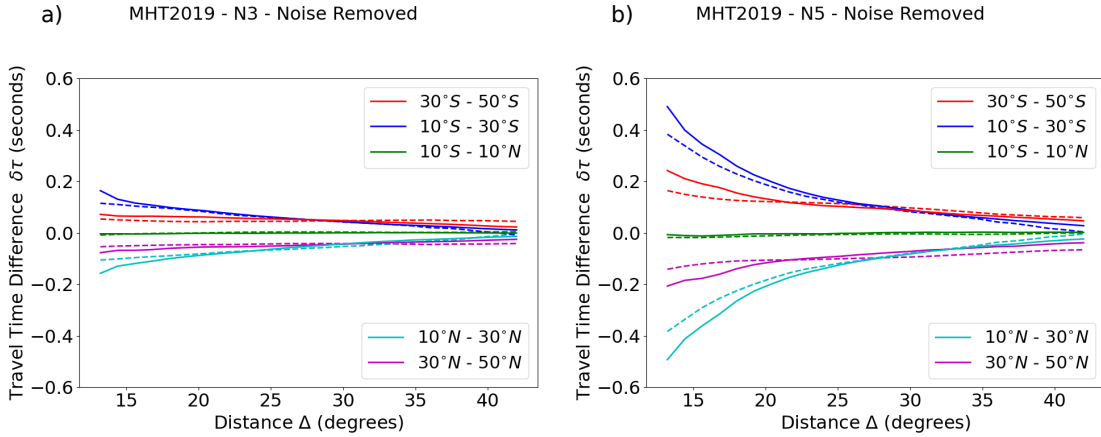 a)
MHT2019 - N3 - Noise Removed
Travel Time Difference δτ (seconds)
0.6
0.4
0.2
0.0
−0.2
−0.4
−0.6
30°S - 50°S
10°S - 30°S
10°S - 10°N
10°N - 30°N
30°N - 50°N
15 20 25 30 35 40
Distance Δ (degrees)
b)
MHT2019 - N5 - Noise Removed
Travel Time Difference δτ (seconds)
0.6
0.4
0.2
0.0
−0.2
−0.4
−0.6
30°S - 50°S
10°S - 30°S
10°S - 10°N
10°N - 30°N
30°N - 50°N
15 20 25 30 35 40
Distance Δ (degrees)